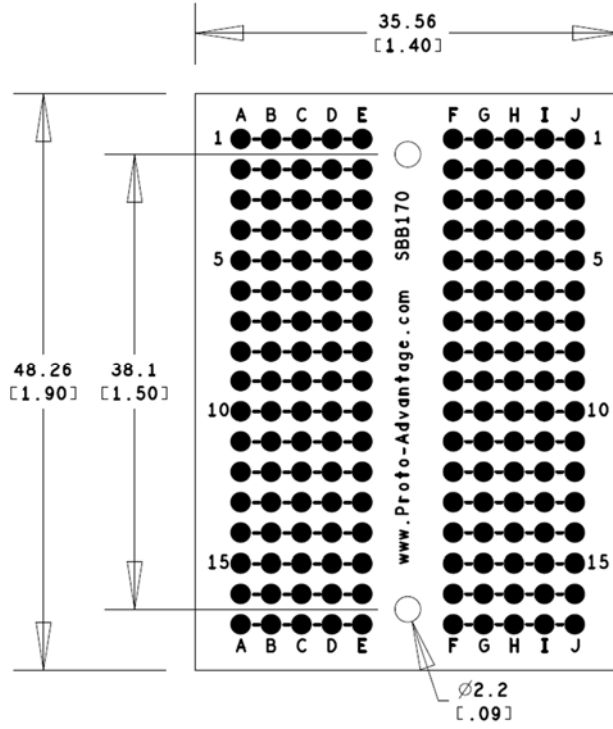 35.56
[1.40]
A B C D E F G H I J
1 1
5 5
48.26
[1.90]
38.1
[1.50]
10 10
15 15
www.Proto-Advantage.com SBB170
A B C D E F G H I J
Ø2.2
[.09]